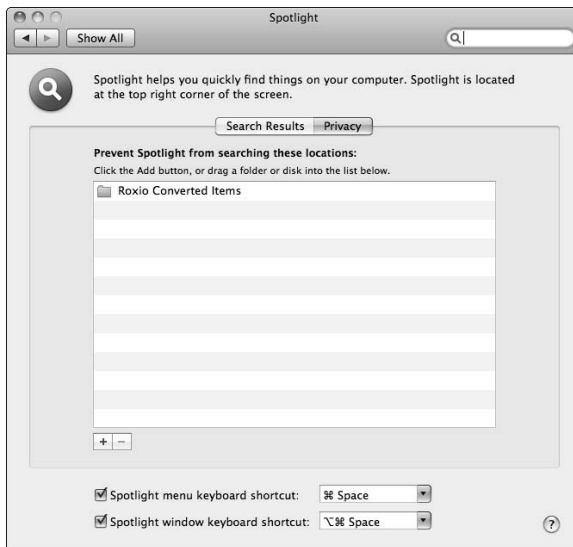 Spotlight
Show All
Spotlight helps you quickly find things on your computer. Spotlight is located
at the top right corner of the screen.
Search Results Privacy
Prevent Spotlight from searching these locations:
Click the Add button, or drag a folder or disk into the list below.
Roxio Converted Items
+ −
Spotlight menu keyboard shortcut: ⌘ Space
Spotlight window keyboard shortcut: ⌥⌘ Space
?